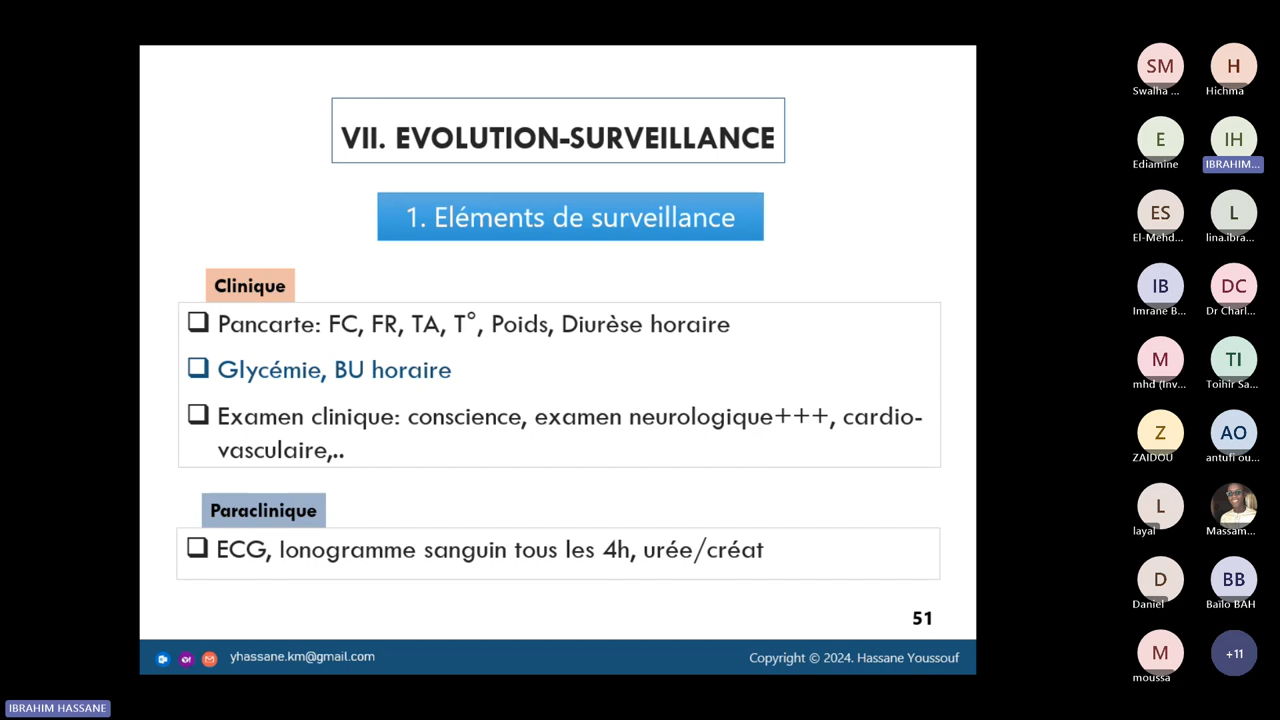 VII. EVOLUTION-SURVEILLANCE
1. Eléments de surveillance
Clinique
Pancarte: FC, FR, TA, T°, Poids, Diurèse horaire
Glycémie, BU horaire
Examen clinique: conscience, examen neurologique+++, cardio-
vasculaire,..
Paraclinique
ECG, Ionogramme sanguin tous les 4h, urée/créat
51
yhassane.km@gmail.com
Copyright © 2024. Hassane Youssouf
SM
Swalha ...
H
Hichma
E
Ediamine
IH
IBRAHIM...
ES
El-Mehd...
L
lina.ibra...
IB
Imrane B...
DC
Dr Charl...
M
mhd (Inv...
TI
Toihir Sa...
Z
ZAIDOU
AO
antufi ou...
L
layal
Massam...
D
Daniel
BB
Bailo BAH
M
moussa
+11
IBRAHIM HASSANE